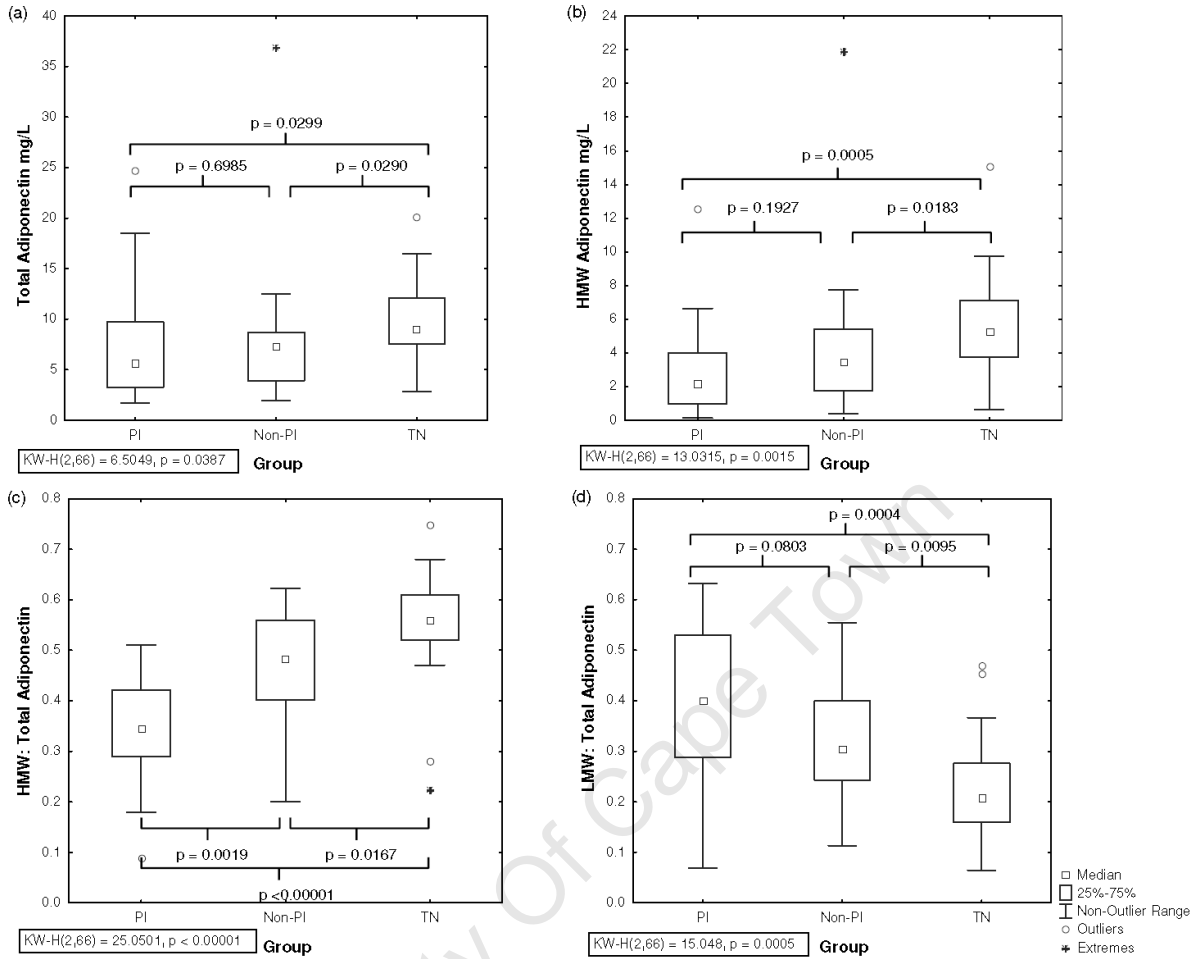 (a)
Total Adiponectin mg/L
40
35
30
25
20
15
10
5
0
p = 0.0299
p = 0.6985
p = 0.0290
PI
Non-PI
TN
KW-H(2,66) = 6.5049, p = 0.0387
Group
(b)
HMW Adiponectin mg/L
24
22
20
18
16
14
12
10
8
6
4
2
0
p = 0.0005
p = 0.1927
p = 0.0183
PI
Non-PI
TN
KW-H(2,66) = 13.0315, p = 0.0015
Group
(c)
HMW: Total Adiponectin
0.8
0.7
0.6
0.5
0.4
0.3
0.2
0.1
0.0
p = 0.0019
p = 0.0167
p <0.00001
PI
Non-PI
TN
KW-H(2,66) = 25.0501, p < 0.00001
Group
(d)
LMW: Total Adiponectin
0.8
0.7
0.6
0.5
0.4
0.3
0.2
0.1
0.0
p = 0.0004
p = 0.0803
p = 0.0095
PI
Non-PI
TN
KW-H(2,66) = 15.048, p = 0.0005
Group
Median
25%-75%
Non-Outlier Range
Outliers
Extremes
Of Cape Town